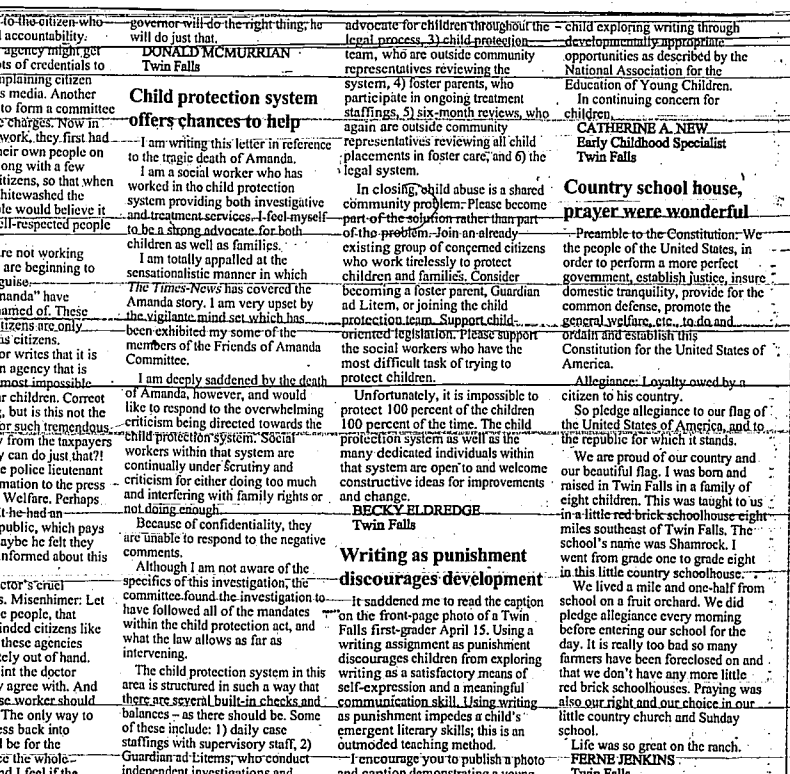 to the citizen who
accountability.
agency might get
ots of credentials to
mplaining citizen
s media. Another
to form a committee
e charges. Now in
work, they first had
heir own people on
ong with a few
itizens, so that when
whitewashed the
le would believe it
ell-respected people
re not working
are beginning to
guise.
manda" have
named of. These
tizens are only
as citizens.
or writes that it is
n agency that is
most impossible
ar children. Correct
, but is this not the
or such tremendous
y from the taxpayers
y can do just that?!
e police lieutenant
mation to the press
Welfare. Perhaps
t he had an
public, which pays
aybe he felt they
nformed about this
ctor's cruel
s. Misenhimer: Let
e people, that
inded citizens like
these agencies
tely out of hand.
int the doctor
y agree with. And
se worker should
The only way to
ss back into
l be for the
ce the whole
nd I feel if the
governor will do the right thing, he
will do just that.
DONALD MCMURRIAN
Twin Falls
Child protection system
offers chances to help
I am writing this letter in reference
to the tragic death of Amanda.
I am a social worker who has
worked in the child protection
system providing both investigative
and treatment services. I feel myself
to be a strong advocate for both
children as well as families.
I am totally appalled at the
sensationalistic manner in which
The Times-News has covered the
Amanda story. I am very upset by
the vigilante mind set which has
been exhibited my some of the
members of the Friends of Amanda
Committee.
I am deeply saddened by the death
of Amanda, however, and would
like to respond to the overwhelming
criticism being directed towards the
child protection system. Social
workers within that system are
continually under scrutiny and
criticism for either doing too much
and interfering with family rights or
not doing enough.
Because of confidentiality, they
are unable to respond to the negative
comments.
Although I am not aware of the
specifics of this investigation, the
committee found the investigation to
have followed all of the mandates
within the child protection act, and
what the law allows as far as
intervening.
The child protection system in this
area is structured in such a way that
there are several built-in checks and
balances – as there should be. Some
of these include: 1) daily case
staffings with supervisory staff, 2)
Guardian ad Litems, who conduct
independent investigations and
advocate for children throughout the
legal process, 3) child protection
team, who are outside community
representatives reviewing the
system, 4) foster parents, who
participate in ongoing treatment
staffings, 5) six-month reviews, who
again are outside community
representatives reviewing all child
placements in foster care, and 6) the
legal system.
In closing, child abuse is a shared
community problem. Please become
part of the solution rather than part
of the problem. Join an already
existing group of concerned citizens
who work tirelessly to protect
children and families. Consider
becoming a foster parent, Guardian
ad Litem, or joining the child
protection team. Support child-
oriented legislation. Please support
the social workers who have the
most difficult task of trying to
protect children.
Unfortunately, it is impossible to
protect 100 percent of the children
100 percent of the time. The child
protection system as well as the
many dedicated individuals within
that system are open to and welcome
constructive ideas for improvements
and change.
BECKY ELDREDGE
Twin Falls
Writing as punishment
discourages development
It saddened me to read the caption
on the front-page photo of a Twin
Falls first-grader April 15. Using a
writing assignment as punishment
discourages children from exploring
writing as a satisfactory means of
self-expression and a meaningful
communication skill. Using writing
as punishment impedes a child's
emergent literary skills; this is an
outmoded teaching method.
I encourage you to publish a photo
and caption demonstrating a young
child exploring writing through
developmentally appropriate
opportunities as described by the
National Association for the
Education of Young Children.
In continuing concern for
children,
CATHERINE A. NEW
Early Childhood Specialist
Twin Falls
Country school house,
prayer were wonderful
Preamble to the Constitution: We
the people of the United States, in
order to perform a more perfect
government, establish justice, insure
domestic tranquility, provide for the
common defense, promote the
general welfare, etc., to do and
ordain and establish this
Constitution for the United States of
America.
Allegiance: Loyalty owed by a
citizen to his country.
So pledge allegiance to our flag of
the United States of America, and to
the republic for which it stands.
We are proud of our country and
our beautiful flag. I was born and
raised in Twin Falls in a family of
eight children. This was taught to us
in a little red brick schoolhouse eight
miles southeast of Twin Falls. The
school's name was Shamrock. I
went from grade one to grade eight
in this little country schoolhouse.
We lived a mile and one-half from
school on a fruit orchard. We did
pledge allegiance every morning
before entering our school for the
day. It is really too bad so many
farmers have been foreclosed on and
that we don't have any more little
red brick schoolhouses. Praying was
also our right and our choice in our
little country church and Sunday
school.
Life was so great on the ranch.
FERNE JENKINS
Twin Falls